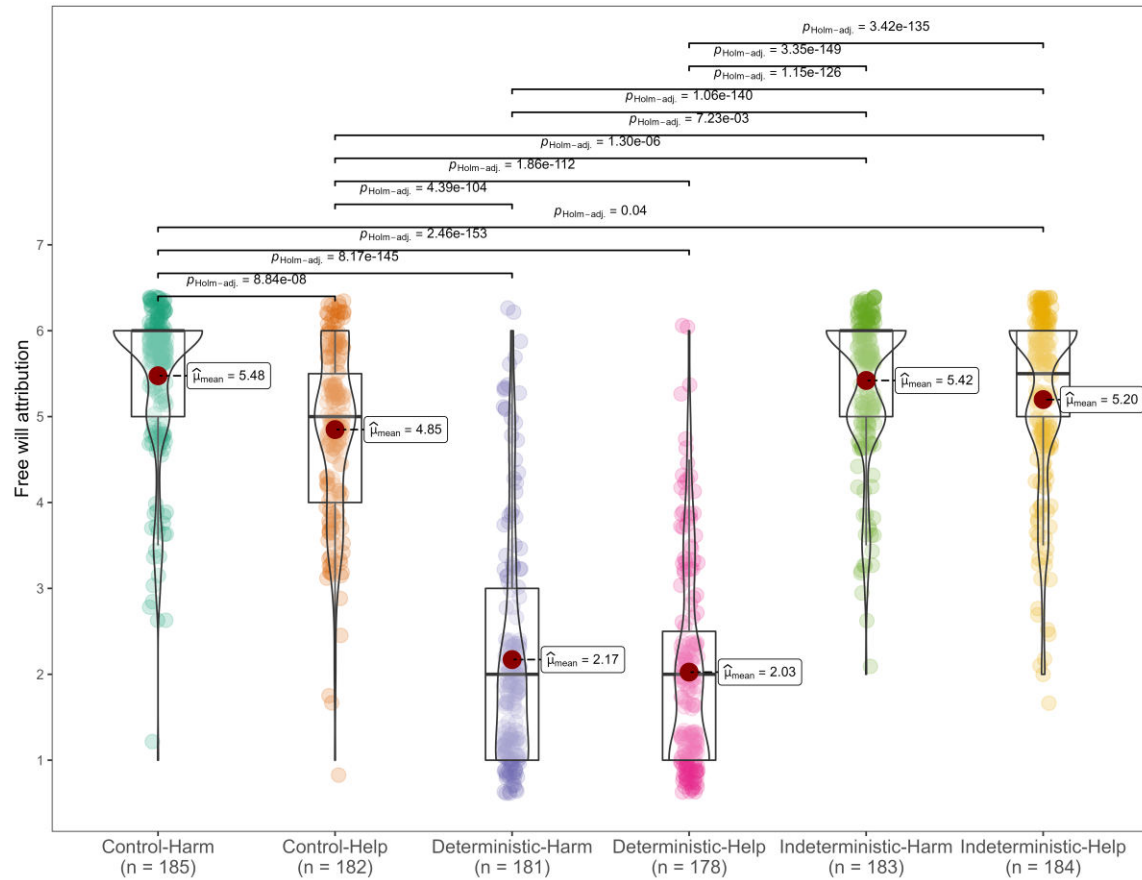 pHolm−adj. = 3.42e-135
pHolm−adj. = 3.35e-149
pHolm−adj. = 1.15e-126
pHolm−adj. = 1.06e-140
pHolm−adj. = 7.23e-03
pHolm−adj. = 1.30e-06
pHolm−adj. = 1.86e-112
pHolm−adj. = 4.39e-104
pHolm−adj. = 0.04
pHolm−adj. = 2.46e-153
pHolm−adj. = 8.17e-145
pHolm−adj. = 8.84e-08
7
6
5
4
3
2
1
Free will attribution
μ̂mean = 5.48
μ̂mean = 4.85
μ̂mean = 2.17
μ̂mean = 2.03
μ̂mean = 5.42
μ̂mean = 5.20
Control-Harm
(n = 185)
Control-Help
(n = 182)
Deterministic-Harm
(n = 181)
Deterministic-Help
(n = 178)
Indeterministic-Harm
(n = 183)
Indeterministic-Help
(n = 184)